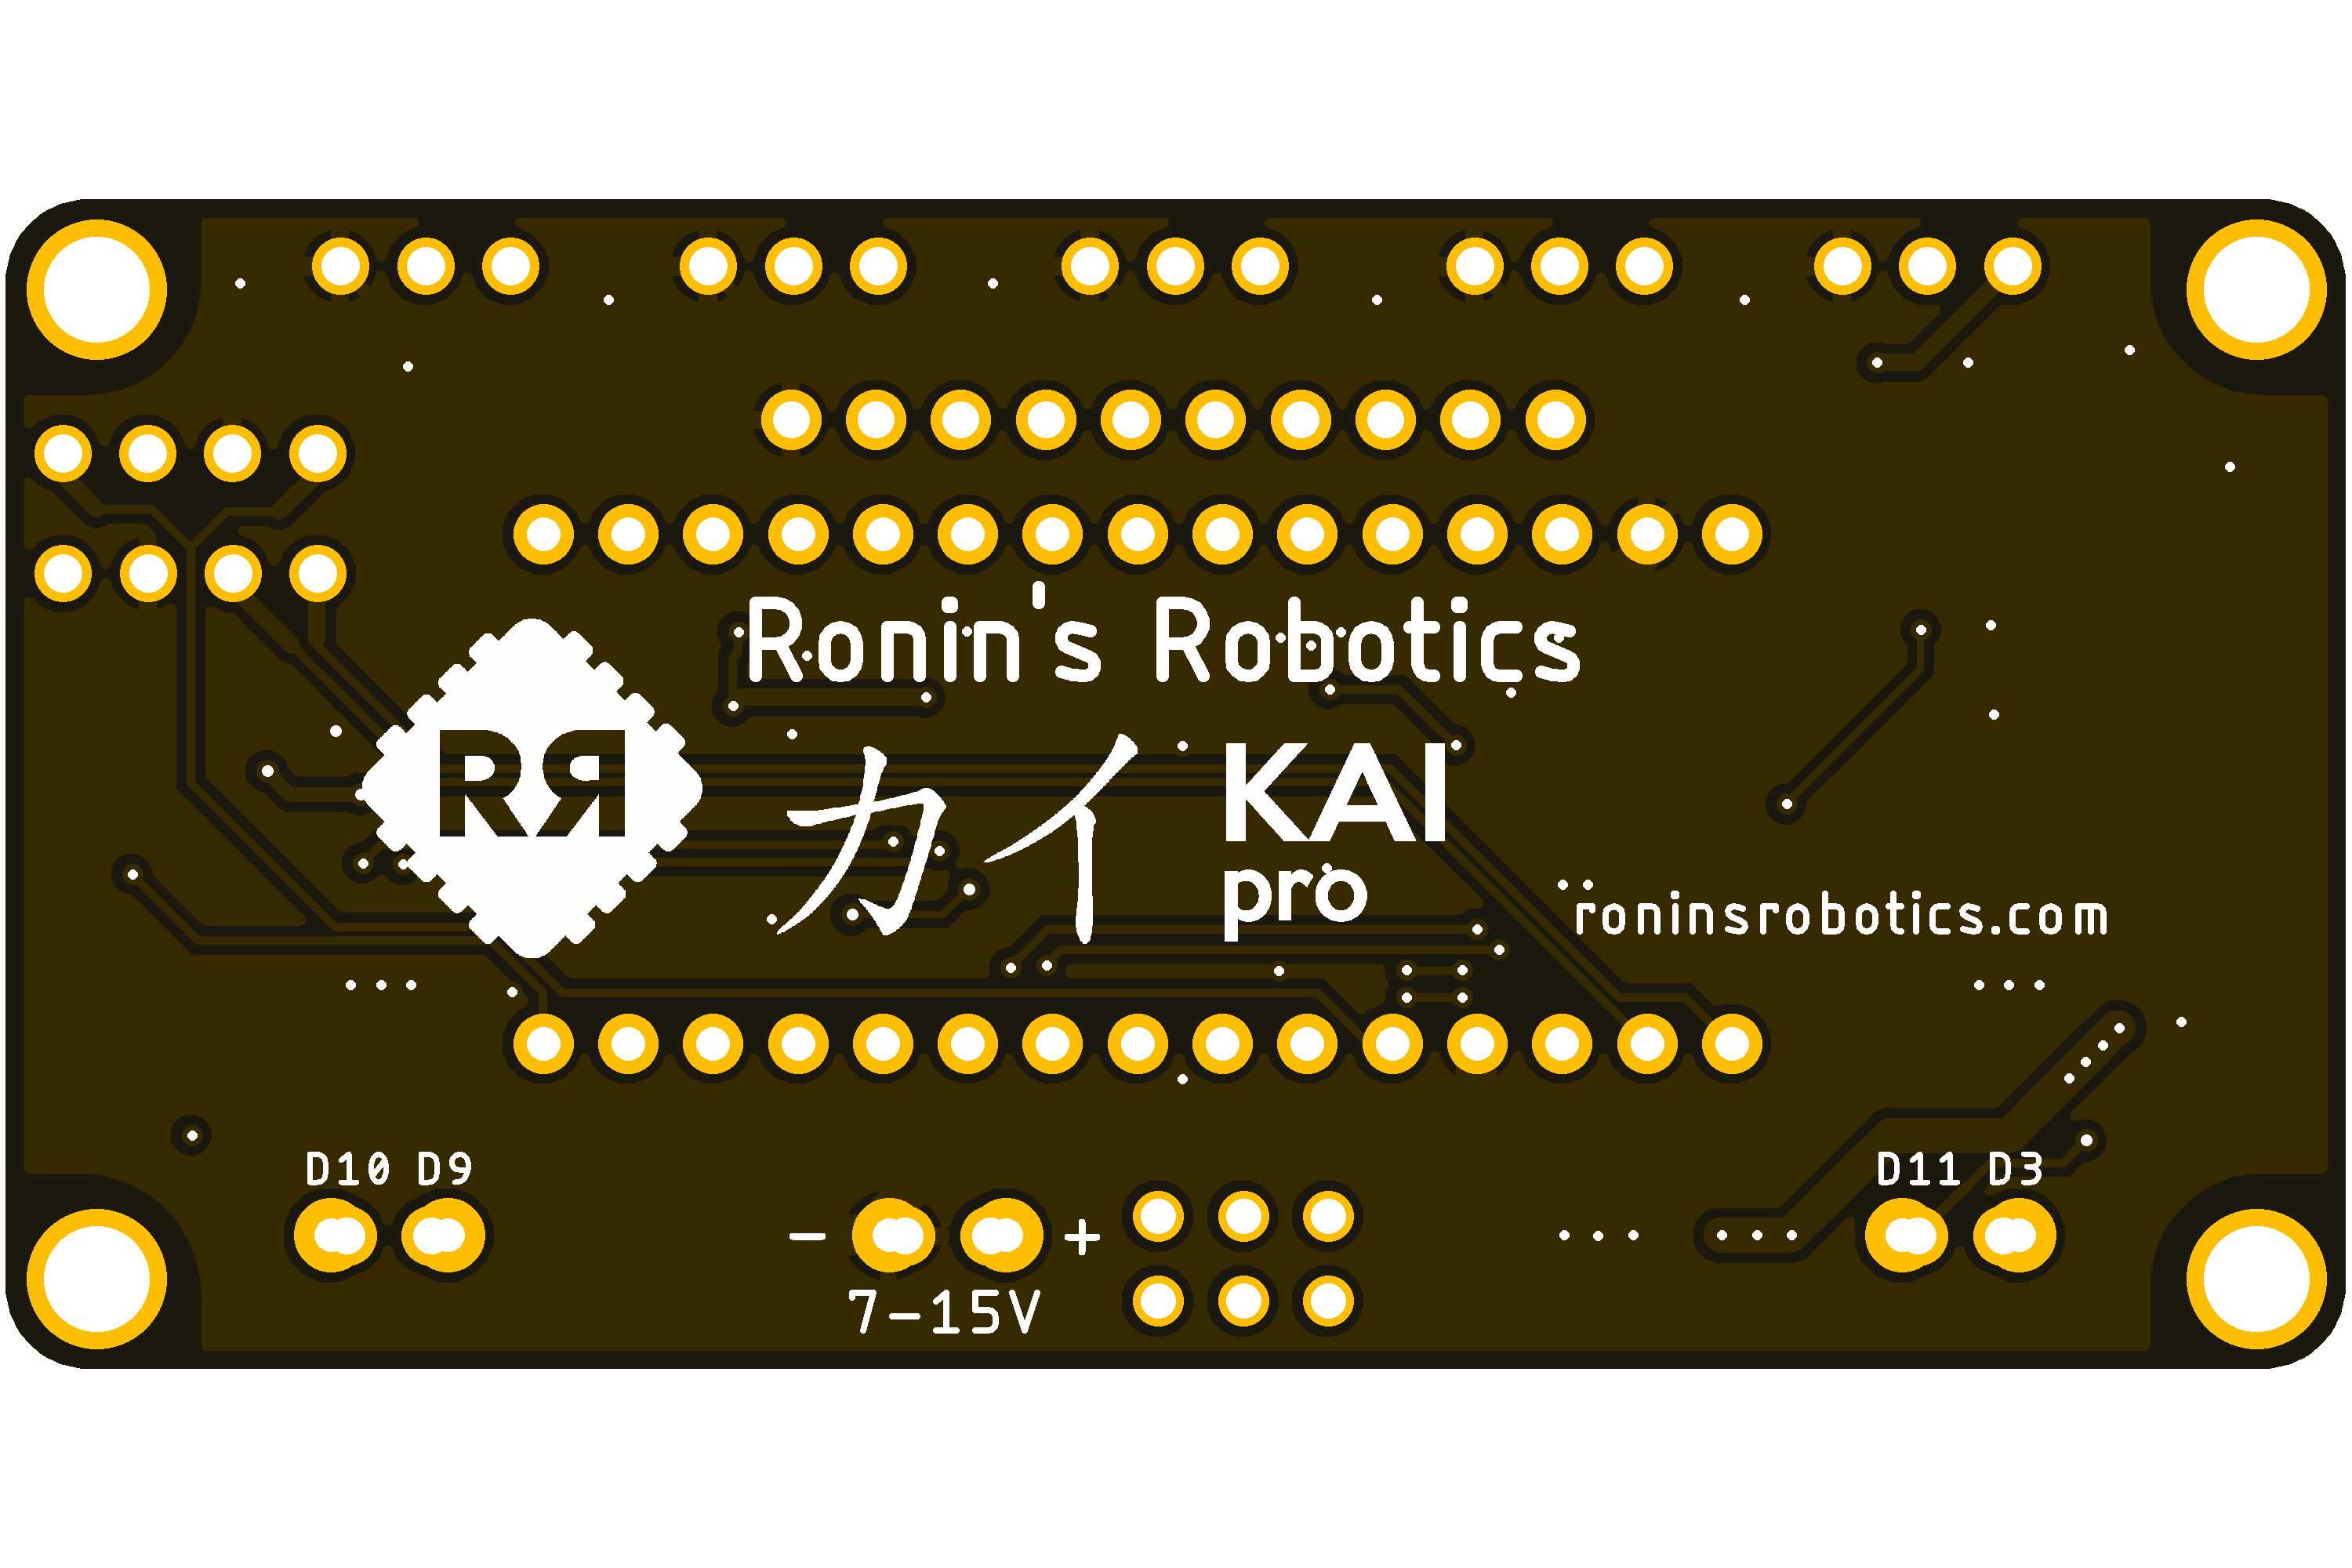 Ronin's Robotics
RR
カイ KAI
pro
roninsrobotics.com
D10 D9
D11 D3
- +
7-15V